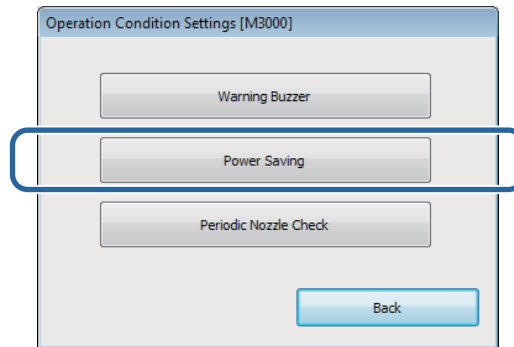 Operation Condition Settings [M3000]
Warning Buzzer
Power Saving
Periodic Nozzle Check
Back